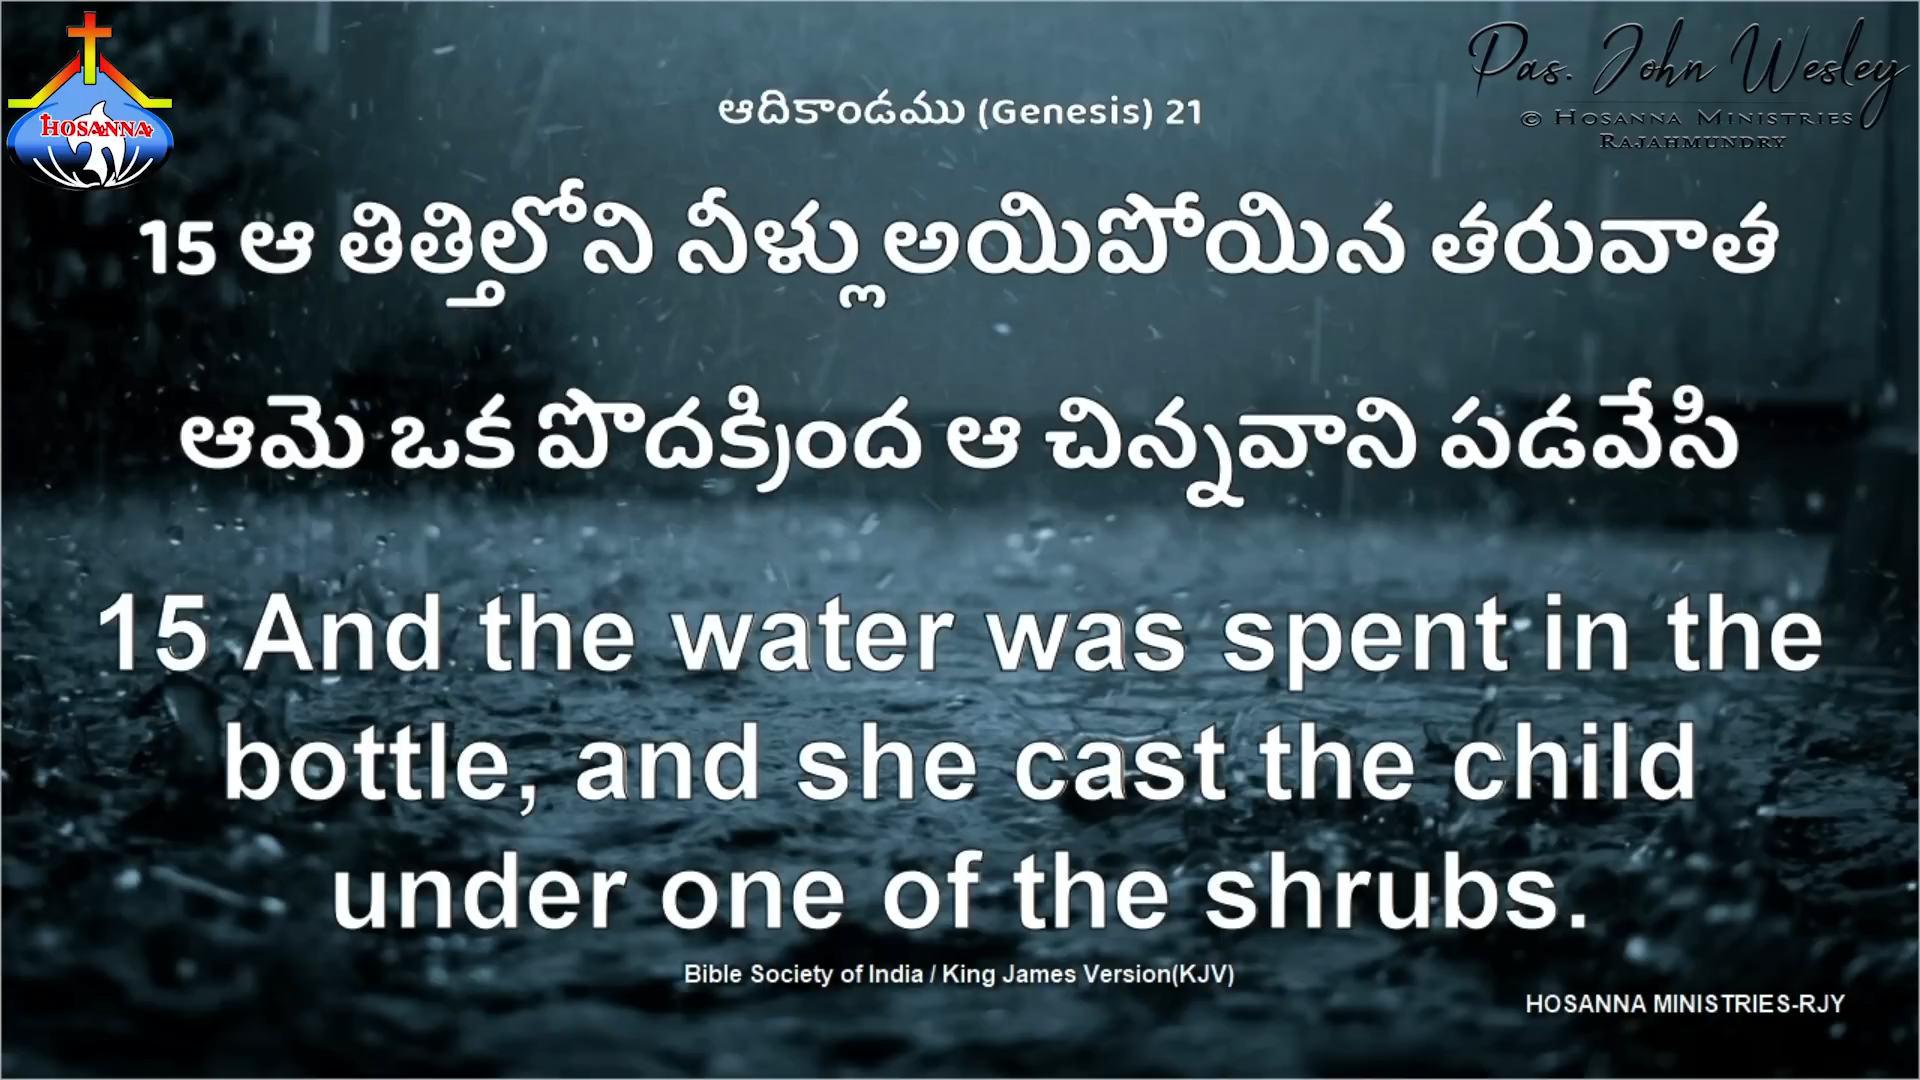 HOSANNA
Pas. John Wesley
© HOSANNA MINISTRIES
RAJAHMUNDRY
ఆదికాండము (Genesis) 21
15 ఆ తిత్తిలోని నీళ్లు అయిపోయిన తరువాత
ఆమె ఒక పొదక్రింద ఆ చిన్నవాని పడవేసి
15 And the water was spent in the
bottle, and she cast the child
under one of the shrubs.
Bible Society of India / King James Version(KJV)
HOSANNA MINISTRIES-RJY